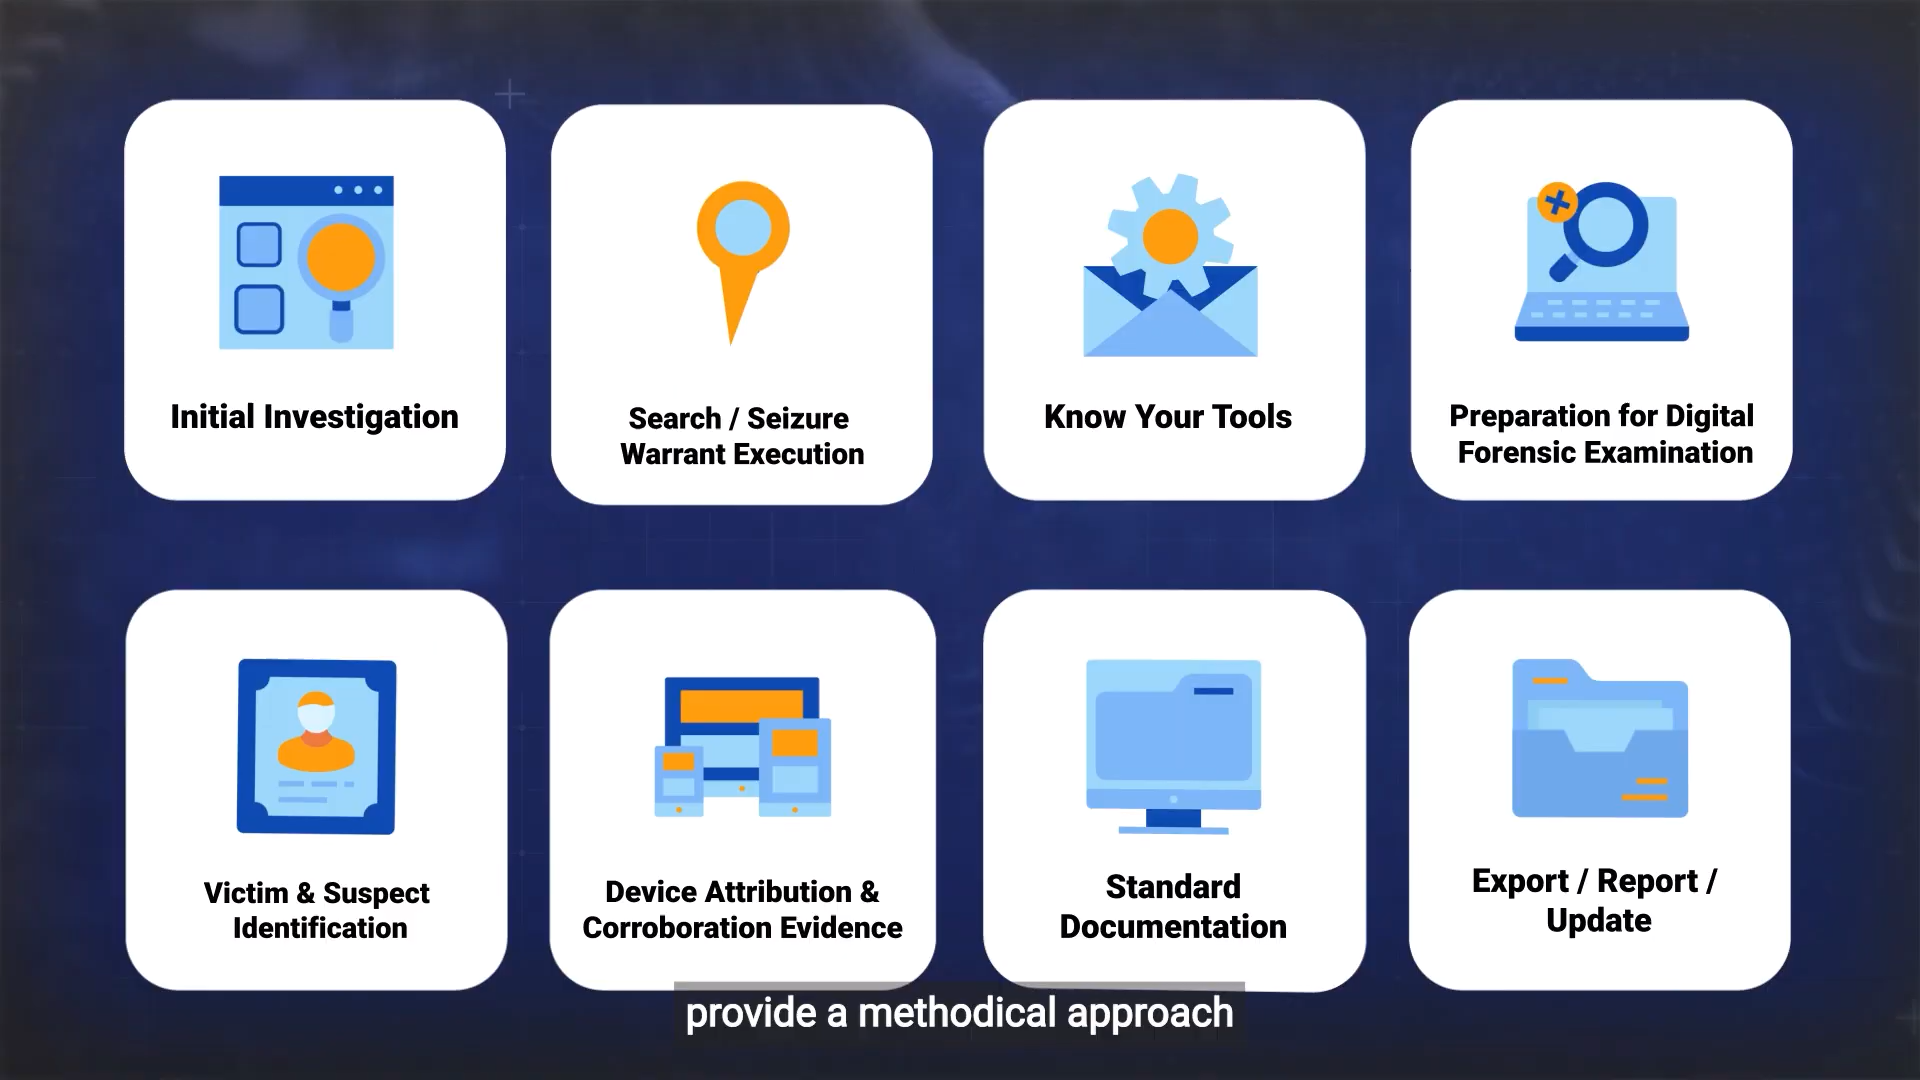 Initial Investigation
Search / Seizure
Warrant Execution
Know Your Tools
Preparation for Digital
Forensic Examination
Victim & Suspect
Identification
Device Attribution &
Corroboration Evidence
Standard
Documentation
Export / Report /
Update
provide a methodical approach